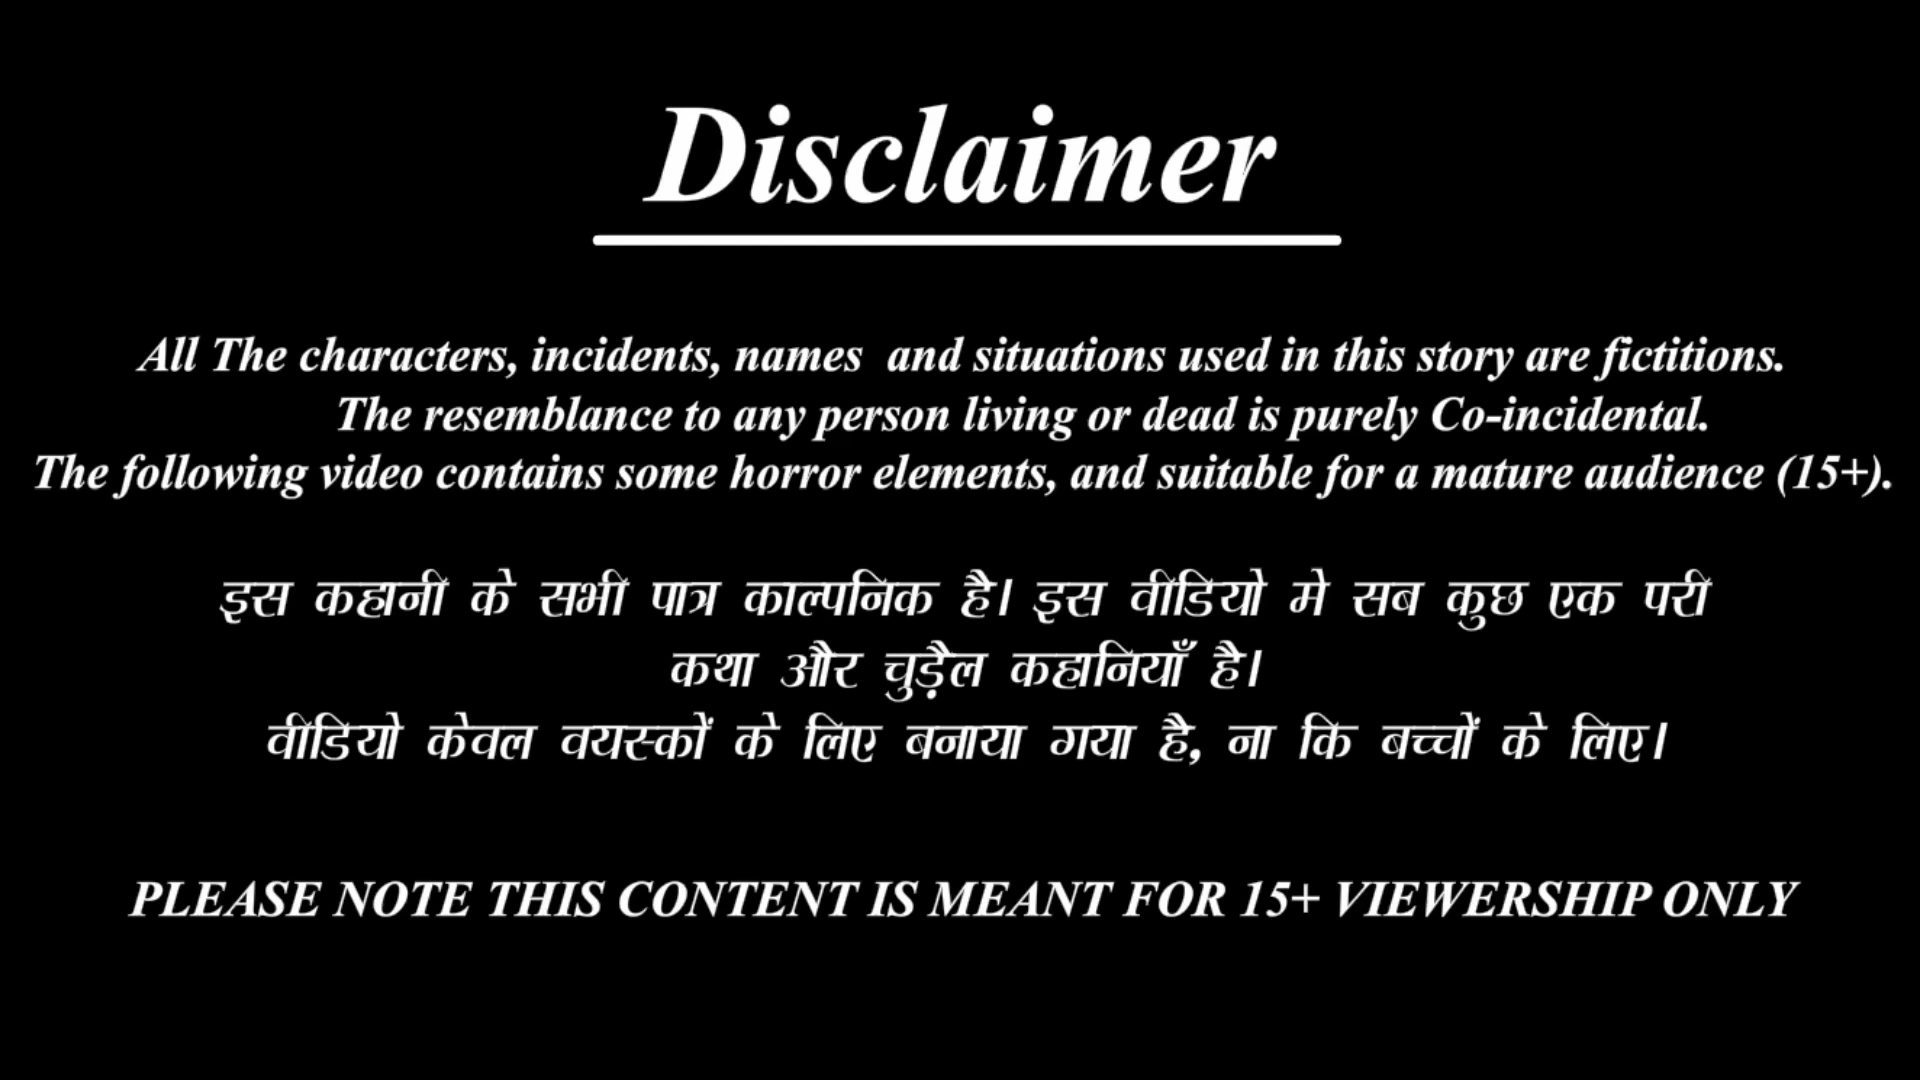 Disclaimer
All The characters, incidents, names and situations used in this story are fictitions.
The resemblance to any person living or dead is purely Co-incidental.
The following video contains some horror elements, and suitable for a mature audience (15+).
इस कहानी के सभी पात्र काल्पनिक है। इस वीडियो मे सब कुछ एक परी
कथा और चुड़ैल कहानियाँ है।
वीडियो केवल वयस्कों के लिए बनाया गया है, ना कि बच्चों के लिए।
PLEASE NOTE THIS CONTENT IS MEANT FOR 15+ VIEWERSHIP ONLY